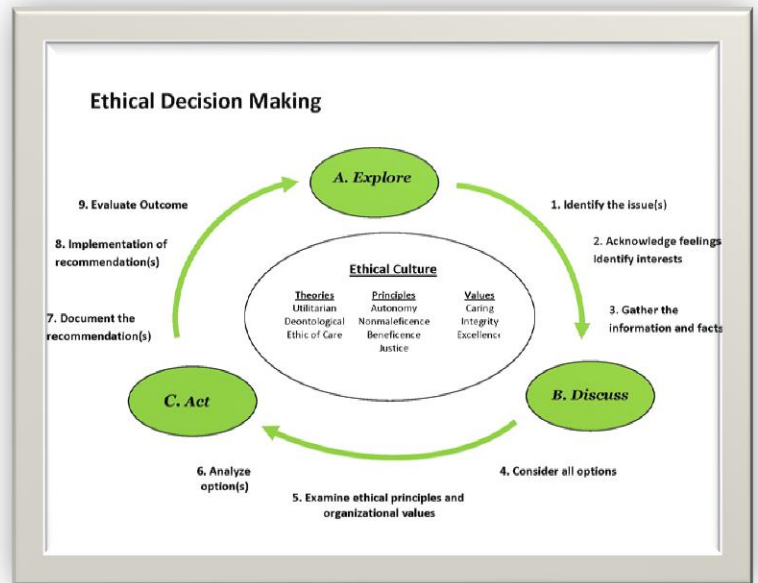 Ethical Decision Making
A. Explore
1. Identify the issue(s)
2. Acknowledge feelings
Identify interests
3. Gather the
information and facts
B. Discuss
4. Consider all options
5. Examine ethical principles and
organizational values
6. Analyze
option(s)
C. Act
7. Document the
recommendation(s)
8. Implementation of
recommendation(s)
9. Evaluate Outcome
Ethical Culture
Theories
Utilitarian
Deontological
Ethic of Care
Principles
Autonomy
Nonmaleficence
Beneficence
Justice
Values
Caring
Integrity
Excellence